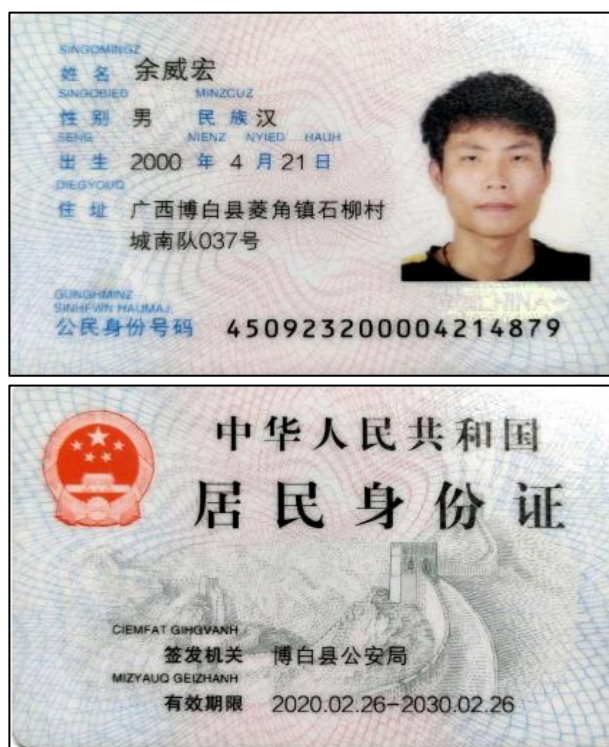 SINGQMINGZ
姓 名 余威宏
SINGQBIED MINZCUZ
性 别 男 民 族 汉
SENG NIENZ NYIED HAUH
出 生 2000 年 4 月 21 日
DIEGYOUQ
住 址 广西博白县菱角镇石柳村
城南队037号
GUNGHMINZ
SINHFWN HAUMAJ
公民身份号码 450923200004214879
中华人民共和国
居民身份证
CIEMFAT GIHGVANH
签发机关 博白县公安局
MIZYAUQ GEIZHANH
有效期限 2020.02.26-2030.02.26